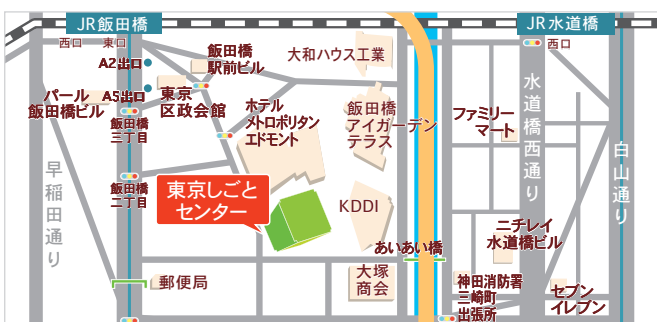 JR飯田橋
JR水道橋
西口
東口
A2出口
A5出口
飯田橋
駅前ビル
大和ハウス工業
西口
パール
飯田橋ビル
東京
区政会館
飯田橋
三丁目
ホテル
メトロポリタン
エドモント
飯田橋
アイガーデン
テラス
ファミリー
マート
水道橋西通り
白山通り
早稲田通り
飯田橋
二丁目
東京しごと
センター
KDDI
あいあい橋
ニチレイ
水道橋ビル
郵便局
大塚
商会
神田消防署
三崎町
出張所
セブン
イレブン